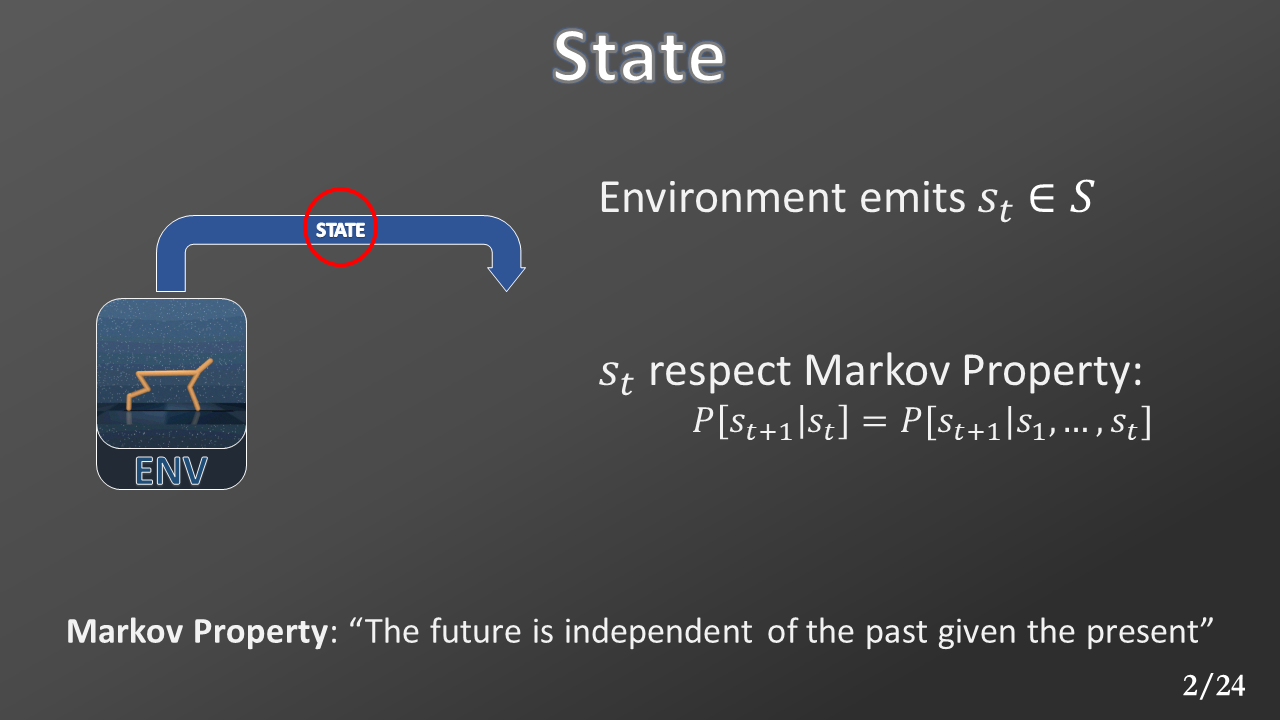 State
STATE
ENV
Environment emits $s_t \in S$
$s_t$ respect Markov Property:
$P[s_{t+1}|s_t] = P[s_{t+1}|s_1, \ldots, s_t]$
Markov Property: “The future is independent of the past given the present”
2/24